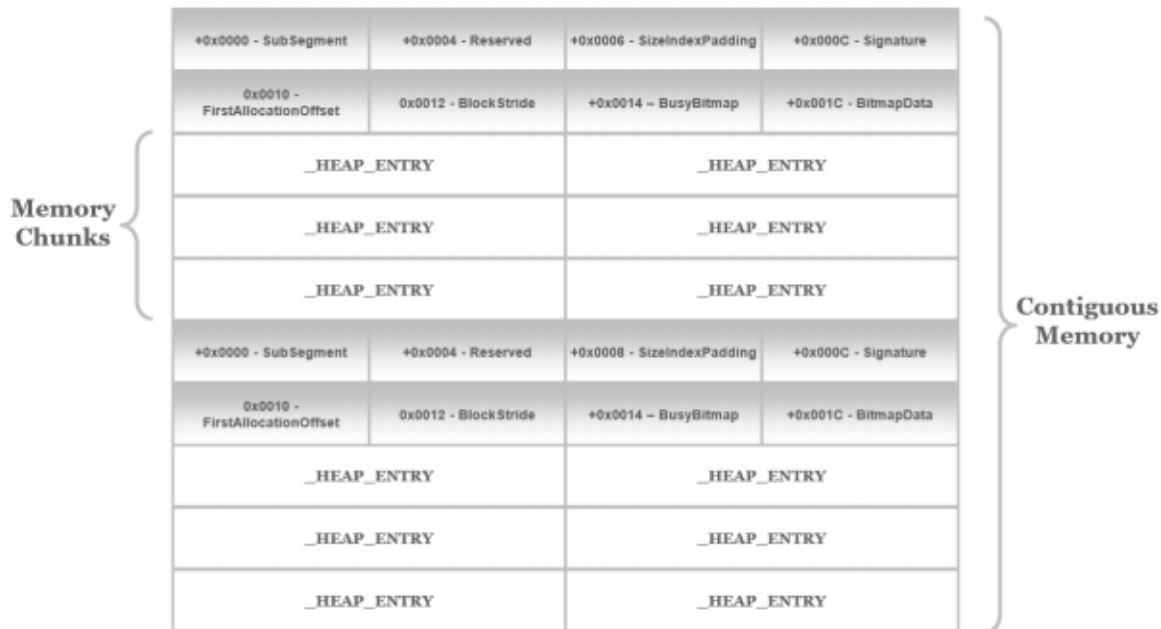 +0x0000 - SubSegment
+0x0004 - Reserved
+0x0006 - SizeIndexPadding
+0x000C - Signature
0x0010 -
FirstAllocationOffset
0x0012 - BlockStride
+0x0014 – BusyBitmap
+0x001C - BitmapData
Memory
Chunks
_HEAP_ENTRY
_HEAP_ENTRY
_HEAP_ENTRY
_HEAP_ENTRY
_HEAP_ENTRY
_HEAP_ENTRY
Contiguous
Memory
+0x0000 - SubSegment
+0x0004 - Reserved
+0x0008 - SizeIndexPadding
+0x000C - Signature
0x0010 -
FirstAllocationOffset
0x0012 - BlockStride
+0x0014 – BusyBitmap
+0x001C - BitmapData
_HEAP_ENTRY
_HEAP_ENTRY
_HEAP_ENTRY
_HEAP_ENTRY
_HEAP_ENTRY
_HEAP_ENTRY